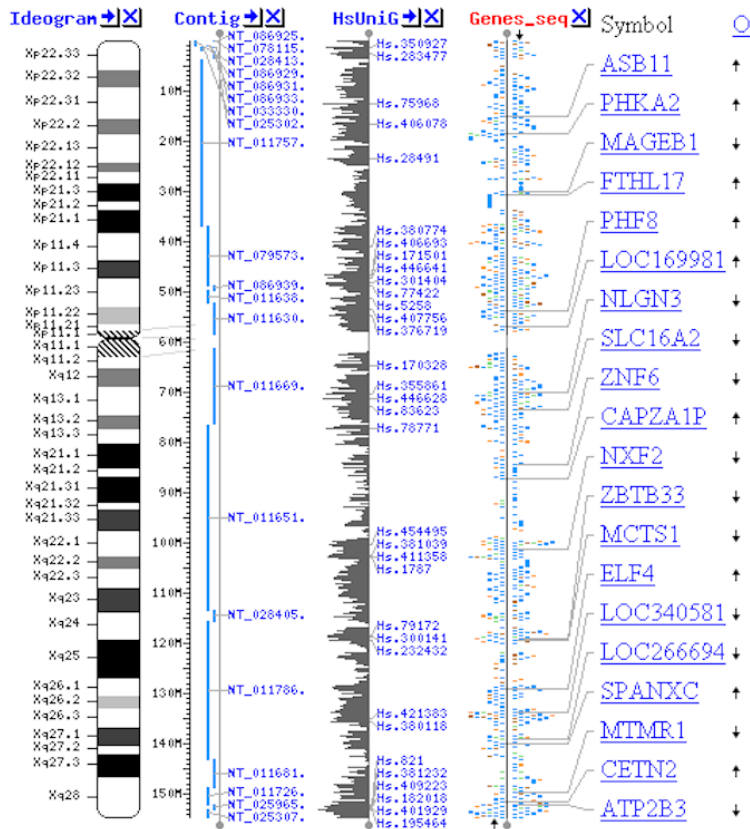 Ideogram Contig HsUniG Genes_seq Symbol O
Xp22.33
Xp22.32
Xp22.31
Xp22.2
Xp22.13
Xp22.12
Xp22.11
Xp21.3
Xp21.2
Xp21.1
Xp11.4
Xp11.3
Xp11.23
Xp11.22
Xp11.21
Xp11.1
Xq11.1
Xq11.2
Xq12
Xq13.1
Xq13.2
Xq13.3
Xq21.1
Xq21.2
Xq21.31
Xq21.32
Xq21.33
Xq22.1
Xq22.2
Xq22.3
Xq23
Xq24
Xq25
Xq26.1
Xq26.2
Xq26.3
Xq27.1
Xq27.2
Xq27.3
Xq28
10M
20M
30M
40M
50M
60M
70M
80M
90M
100M
110M
120M
130M
140M
150M
NT_086925.
NT_078115.
NT_028413.
NT_086929.
NT_086931.
NT_086933.
NT_033330.
NT_025302.
NT_011757.
NT_079573.
NT_086939.
NT_011638.
NT_011630.
NT_011669.
NT_011651.
NT_028405.
NT_011786.
NT_011681.
NT_011726.
NT_025965.
NT_025307.
Hs.350927
Hs.283477
Hs.75968
Hs.406078
Hs.28491
Hs.380774
Hs.406693
Hs.171501
Hs.446641
Hs.301404
Hs.77422
Hs.5258
Hs.407756
Hs.376719
Hs.170328
Hs.355861
Hs.446628
Hs.83623
Hs.78771
Hs.454495
Hs.381039
Hs.411358
Hs.1787
Hs.79172
Hs.300141
Hs.232432
Hs.421383
Hs.380118
Hs.821
Hs.381232
Hs.409223
Hs.182018
Hs.401929
Hs.195464
ASB11
PHKA2
MAGEB1
FTHL17
PHF8
LOC169981
NLGN3
SLC16A2
ZNF6
CAPZA1P
NXF2
ZBTB33
MCTS1
ELF4
LOC340581
LOC266694
SPANXC
MTMR1
CETN2
ATP2B3